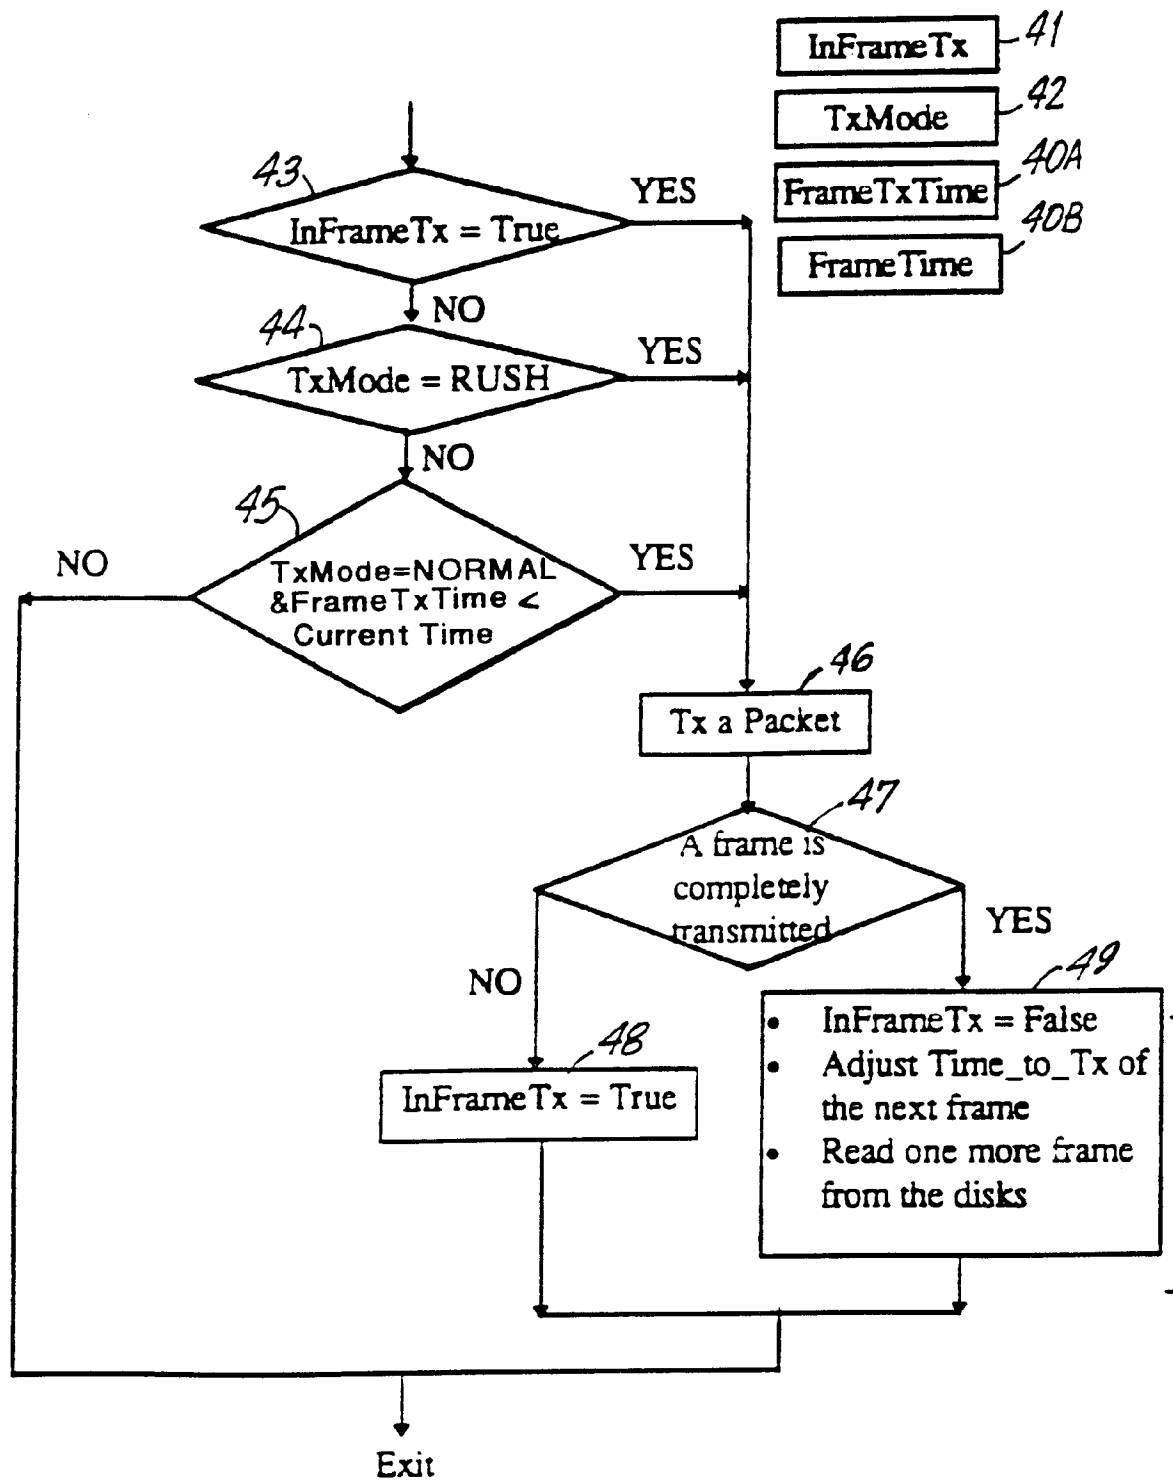 InFrameTx
41
TxMode
42
FrameTxTime
40A
FrameTime
40B
43
InFrameTx = True
YES
NO
44
TxMode = RUSH
YES
NO
45
TxMode=NORMAL
&FrameTxTime <
Current Time
NO
YES
46
Tx a Packet
47
A frame is
completely
transmitted
NO
YES
48
InFrameTx = True
49
• InFrameTx = False
• Adjust Time_to_Tx of
the next frame
• Read one more frame
from the disks
Exit